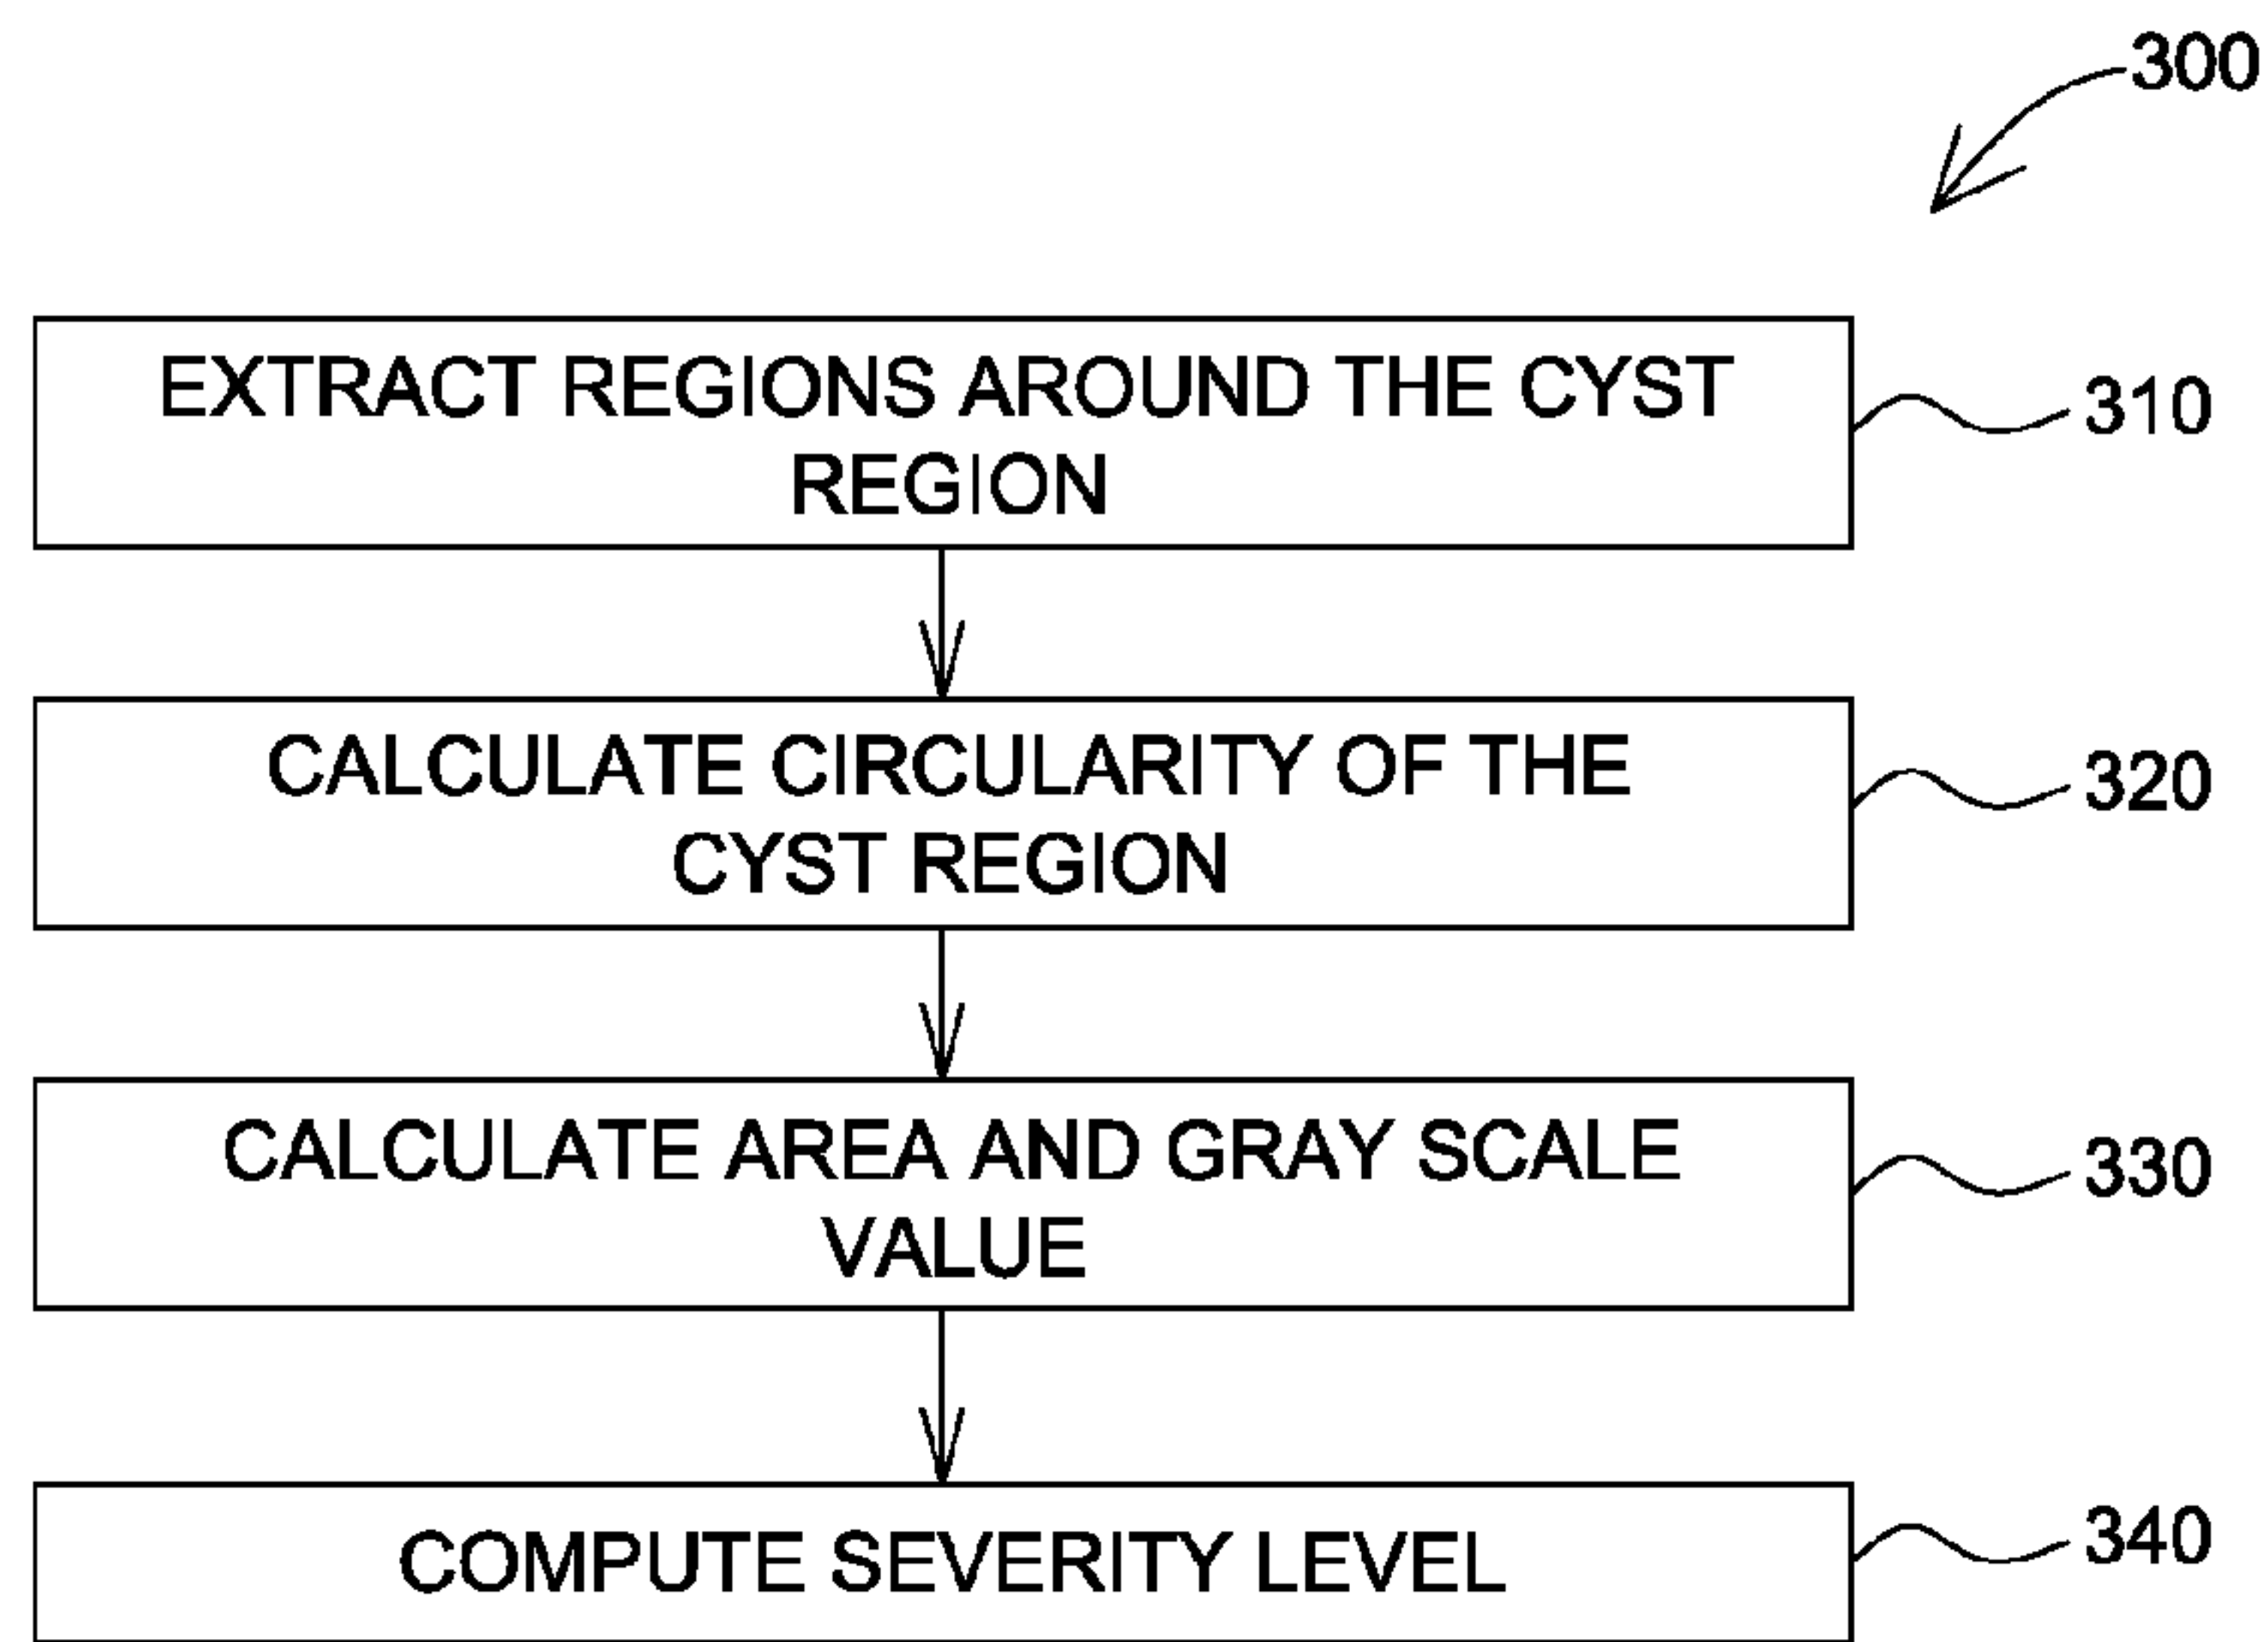 300
EXTRACT REGIONS AROUND THE CYST
REGION
310
CALCULATE CIRCULARITY OF THE
CYST REGION
320
CALCULATE AREA AND GRAY SCALE
VALUE
330
COMPUTE SEVERITY LEVEL
340